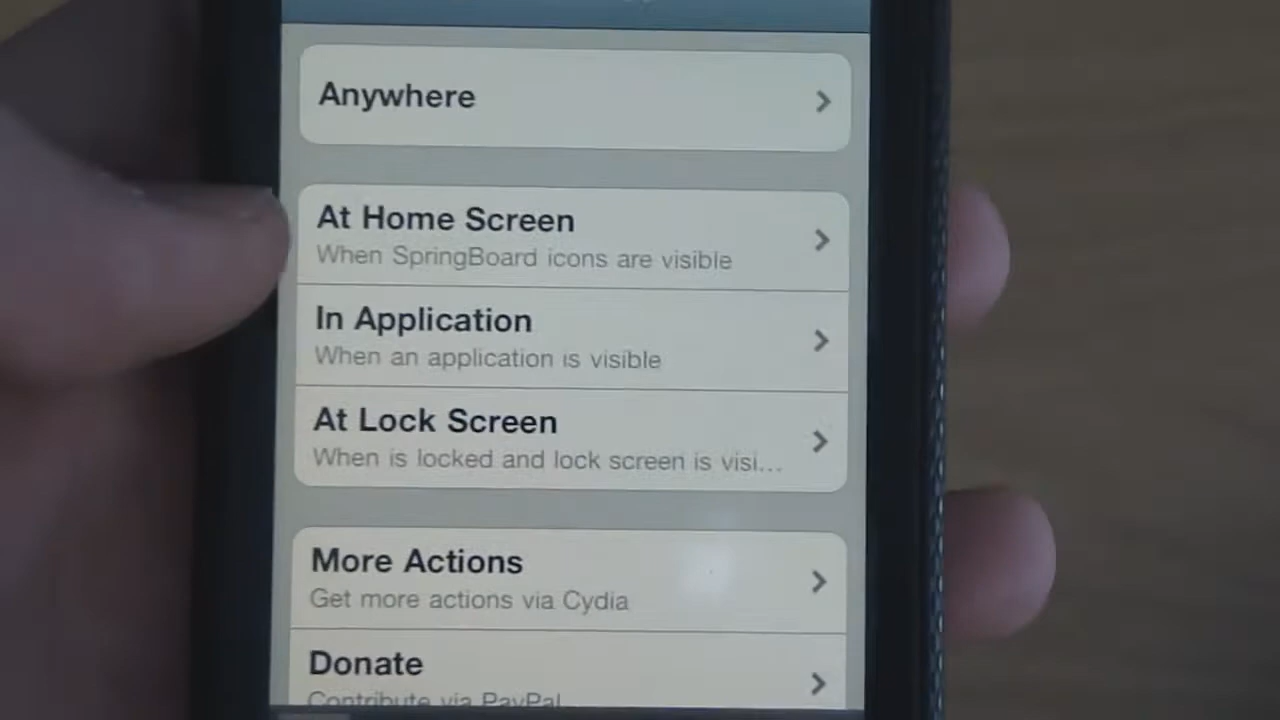 Anywhere
At Home Screen
When SpringBoard icons are visible
In Application
When an application is visible
At Lock Screen
When is locked and lock screen is visi...
More Actions
Get more actions via Cydia
Donate
Contribute via PayPal